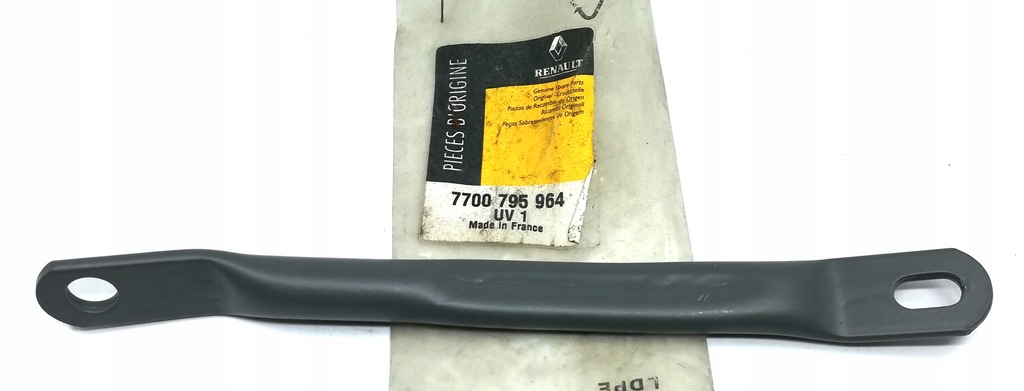 PIECES D'ORIGINE
RENAULT
Genuine Spare Parts
Original-Ersatzteile
Piezas de Recambio de Origen
Ricambi Originali
Peças Sobresselentes de Origem
7700 795 964
UV 1
Made in France
LDPE